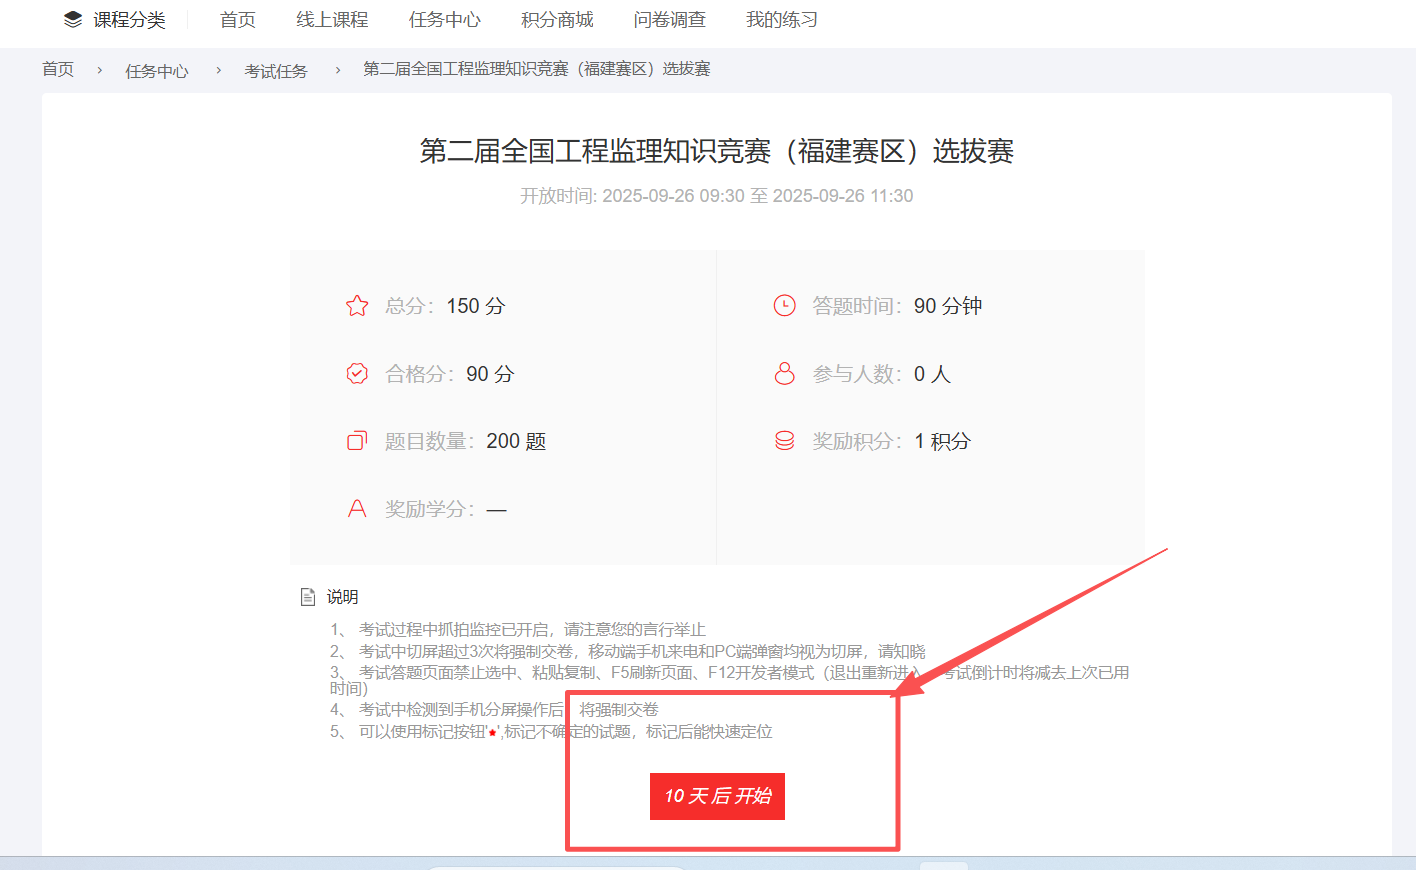 课程分类 首页 线上课程 任务中心 积分商城 问卷调查 我的练习
首页 › 任务中心 › 考试任务 › 第二届全国工程监理知识竞赛（福建赛区）选拔赛
第二届全国工程监理知识竞赛（福建赛区）选拔赛
开放时间: 2025-09-26 09:30 至 2025-09-26 11:30
总分：150 分
答题时间：90 分钟
合格分：90 分
参与人数：0 人
题目数量：200 题
奖励积分：1 积分
奖励学分：—
说明
1、 考试过程中抓拍监控已开启，请注意您的言行举止
2、 考试中切屏超过3次将强制交卷，移动端手机来电和PC端弹窗均视为切屏，请知晓
3、 考试答题页面禁止选中、粘贴复制、F5刷新页面、F12开发者模式（退出重新进入，考试倒计时将减去上次已用
时间）
4、 考试中检测到手机分屏操作后，将强制交卷
5、 可以使用标记按钮'★',标记不确定的试题，标记后能快速定位
10 天 后 开始